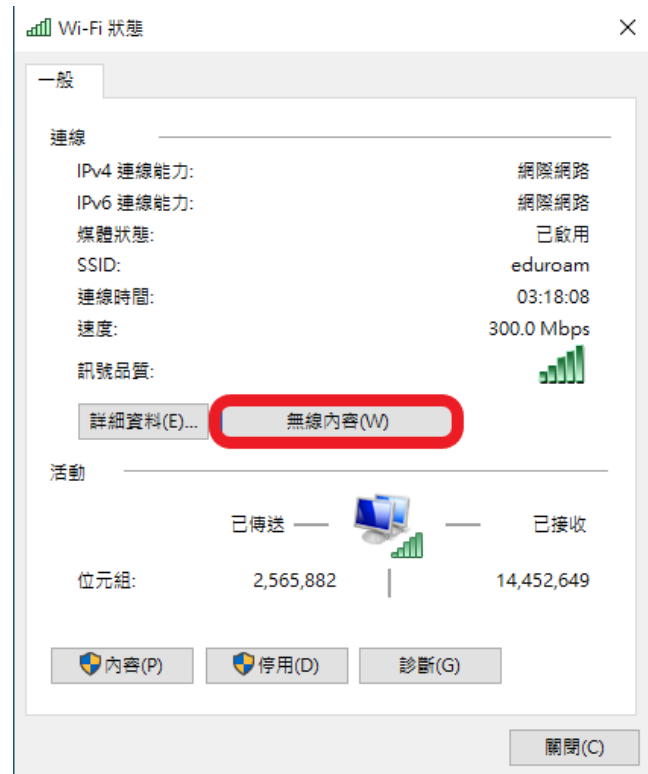 Wi-Fi 狀態
一般
連線
IPv4 連線能力: 網際網路
IPv6 連線能力: 網際網路
媒體狀態: 已啟用
SSID: eduroam
連線時間: 03:18:08
速度: 300.0 Mbps
訊號品質:
詳細資料(E)... 無線內容(W)
活動
已傳送 已接收
位元組: 2,565,882 14,452,649
內容(P) 停用(D) 診斷(G)
關閉(C)